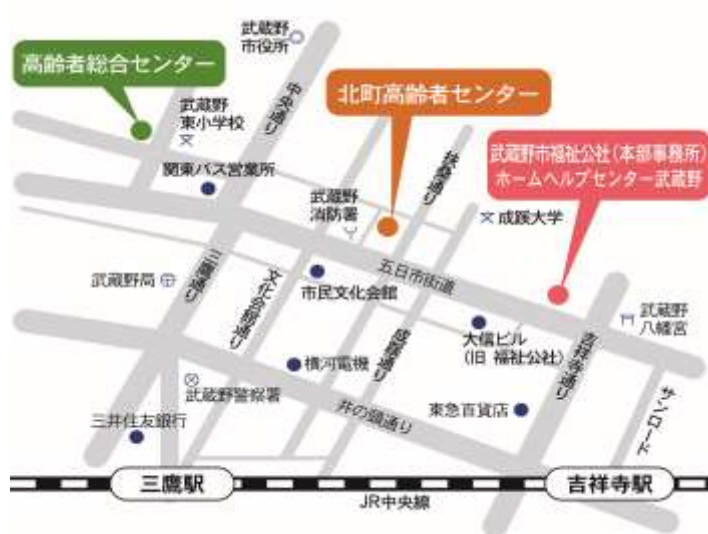 武蔵野
市役所
高齢者総合センター
中央通り
武蔵野
東小学校
北町高齢者センター
扶桑通り
武蔵野市福祉公社(本部事務所)
ホームヘルプセンター武蔵野
関東バス営業所
武蔵野
消防署
成蹊大学
三鷹通り
五日市街道
武蔵野局
文化会館通り
市民文化会館
成蹊通り
大信ビル
(旧 福祉公社)
吉祥寺通り
武蔵野
八幡宮
横河電機
武蔵野警察署
井の頭通り
東急百貨店
サンロード
三井住友銀行
三鷹駅
吉祥寺駅
JR中央線